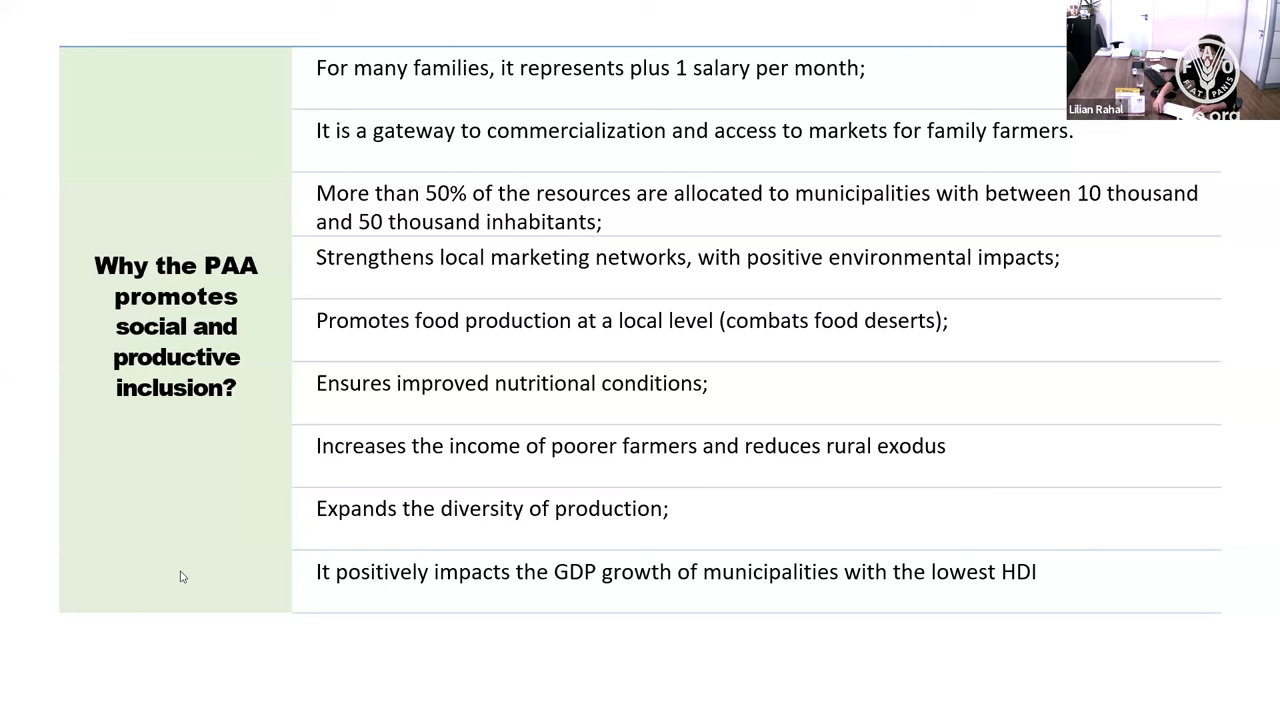 Why the PAA
promotes
social and
productive
inclusion?
For many families, it represents plus 1 salary per month;
It is a gateway to commercialization and access to markets for family farmers.
More than 50% of the resources are allocated to municipalities with between 10 thousand
and 50 thousand inhabitants;
Strengthens local marketing networks, with positive environmental impacts;
Promotes food production at a local level (combats food deserts);
Ensures improved nutritional conditions;
Increases the income of poorer farmers and reduces rural exodus
Expands the diversity of production;
It positively impacts the GDP growth of municipalities with the lowest HDI
F A O
FIAT PANIS
Lilian Rahal